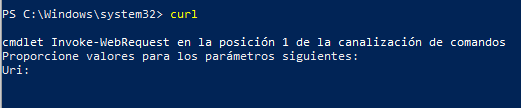 PS C:\Windows\system32> curl
cmdlet Invoke-WebRequest en la posición 1 de la canalización de comandos
Proporcione valores para los parámetros siguientes:
Uri: